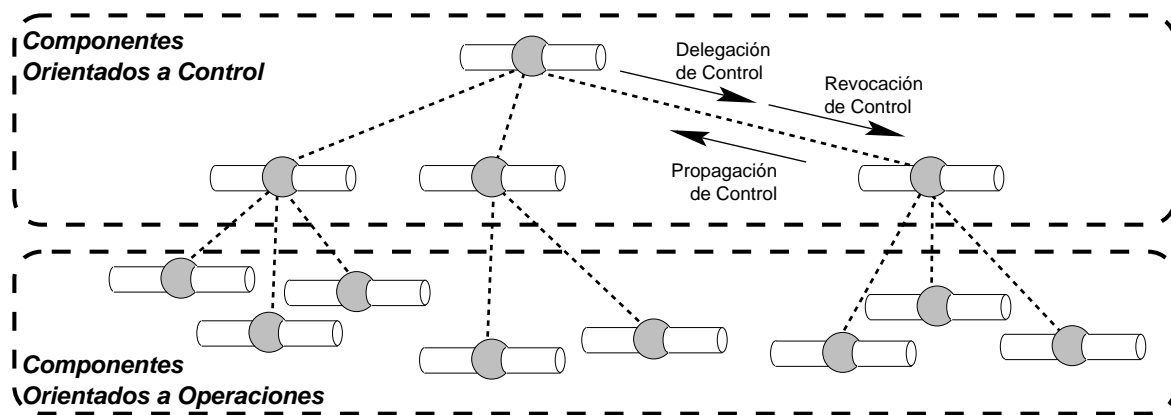 Componentes
Orientados a Control
Delegación
de Control
Revocación
de Control
Propagación
de Control
Componentes
Orientados a Operaciones